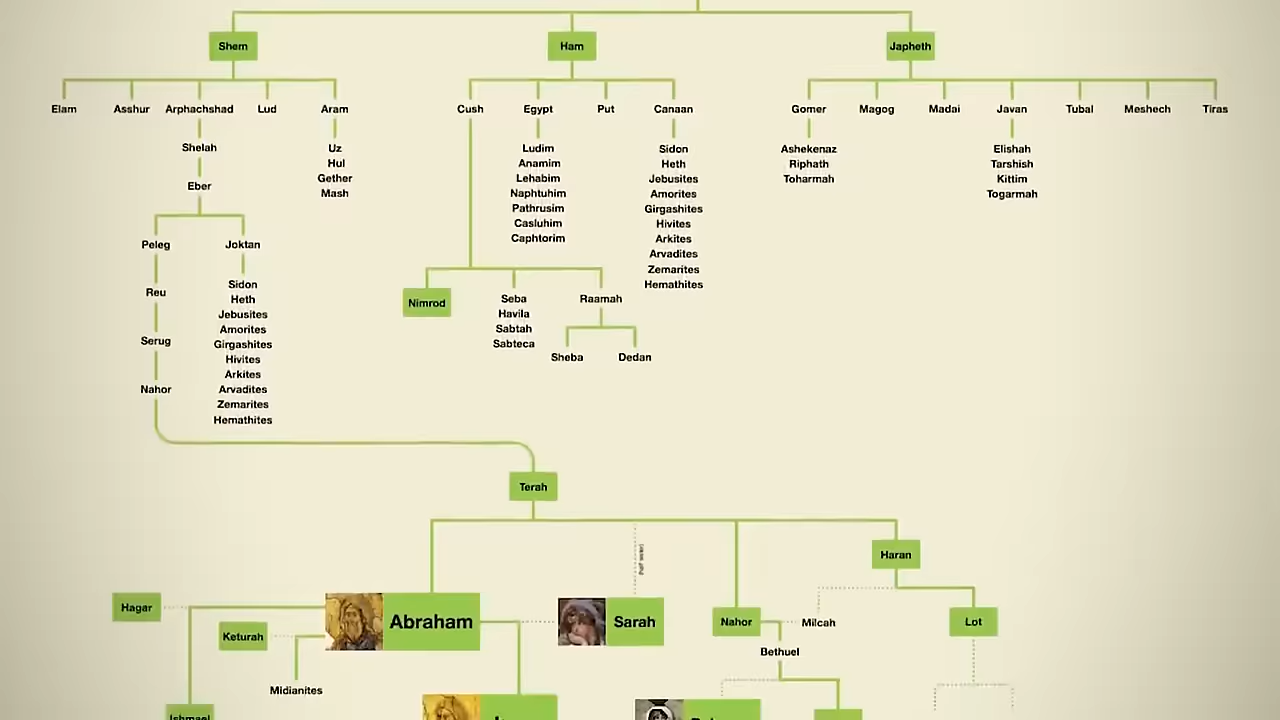 Shem
Ham
Japheth
Elam
Asshur
Arphachshad
Lud
Aram
Cush
Egypt
Put
Canaan
Gomer
Magog
Madai
Javan
Tubal
Meshech
Tiras
Shelah
Eber
Uz
Hul
Gether
Mash
Ludim
Anamim
Lehabim
Naphtuhim
Pathrusim
Casluhim
Caphtorim
Sidon
Heth
Jebusites
Amorites
Girgashites
Hivites
Arkites
Arvadites
Zemarites
Hemathites
Ashekenaz
Riphath
Toharmah
Elishah
Tarshish
Kittim
Togarmah
Peleg
Joktan
Reu
Serug
Nahor
Sidon
Heth
Jebusites
Amorites
Girgashites
Hivites
Arkites
Arvadites
Zemarites
Hemathites
Nimrod
Seba
Havila
Sabtah
Sabteca
Raamah
Sheba
Dedan
Terah
(half sister)
Haran
Hagar
Keturah
Abraham
Sarah
Nahor
Milcah
Lot
Bethuel
Midianites
Ishmael